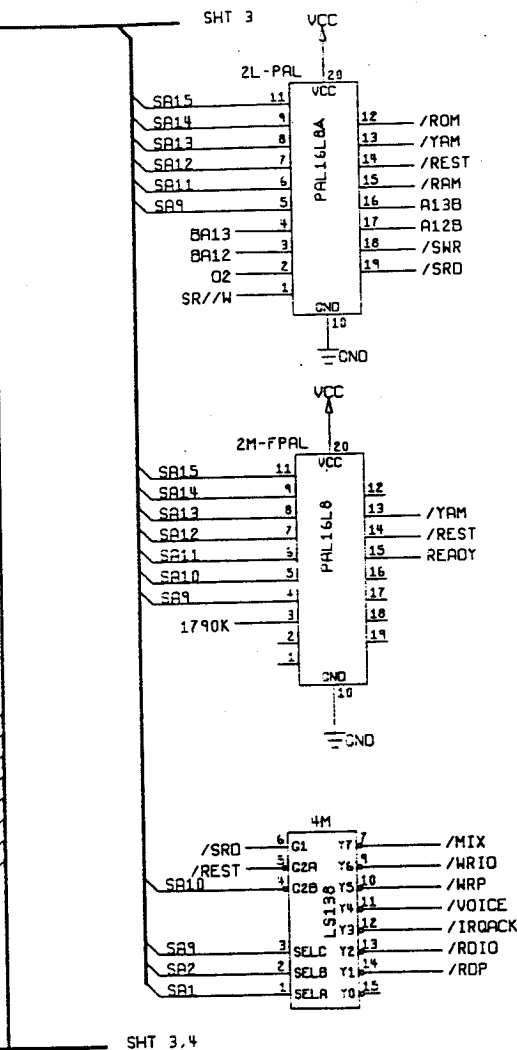 SHT 3
VCC
2L-PAL
20
VCC
SA15 11
SA14 9
SA13 8
SA12 7
SA11 6
SA9 5
BA13 4
BA12 3
O2 2
SR//W 1
PAL16L8A
12 /ROM
13 /YAM
14 /REST
15 /RAM
16 A13B
17 A12B
18 /SWR
19 /SRD
GND
10
GND
VCC
2M-FPAL
20
VCC
SA15 11
SA14 9
SA13 8
SA12 7
SA11 6
SA10 5
SA9 4
1790K 3
2
1
PAL16L8
12
13 /YAM
14 /REST
15 READY
16
17
18
19
GND
10
GND
4M
/SRD 6 G1
/REST 5 G2A
SA10 4 G2B
SA9 3 SELC
SA2 2 SELB
SA1 1 SELA
LS138
Y7 7 /MIX
Y6 9 /WRIO
Y5 10 /WRP
Y4 11 /VOICE
Y3 12 /IRQACK
Y2 13 /RDIO
Y1 14 /RDP
Y0 15
SHT 3,4